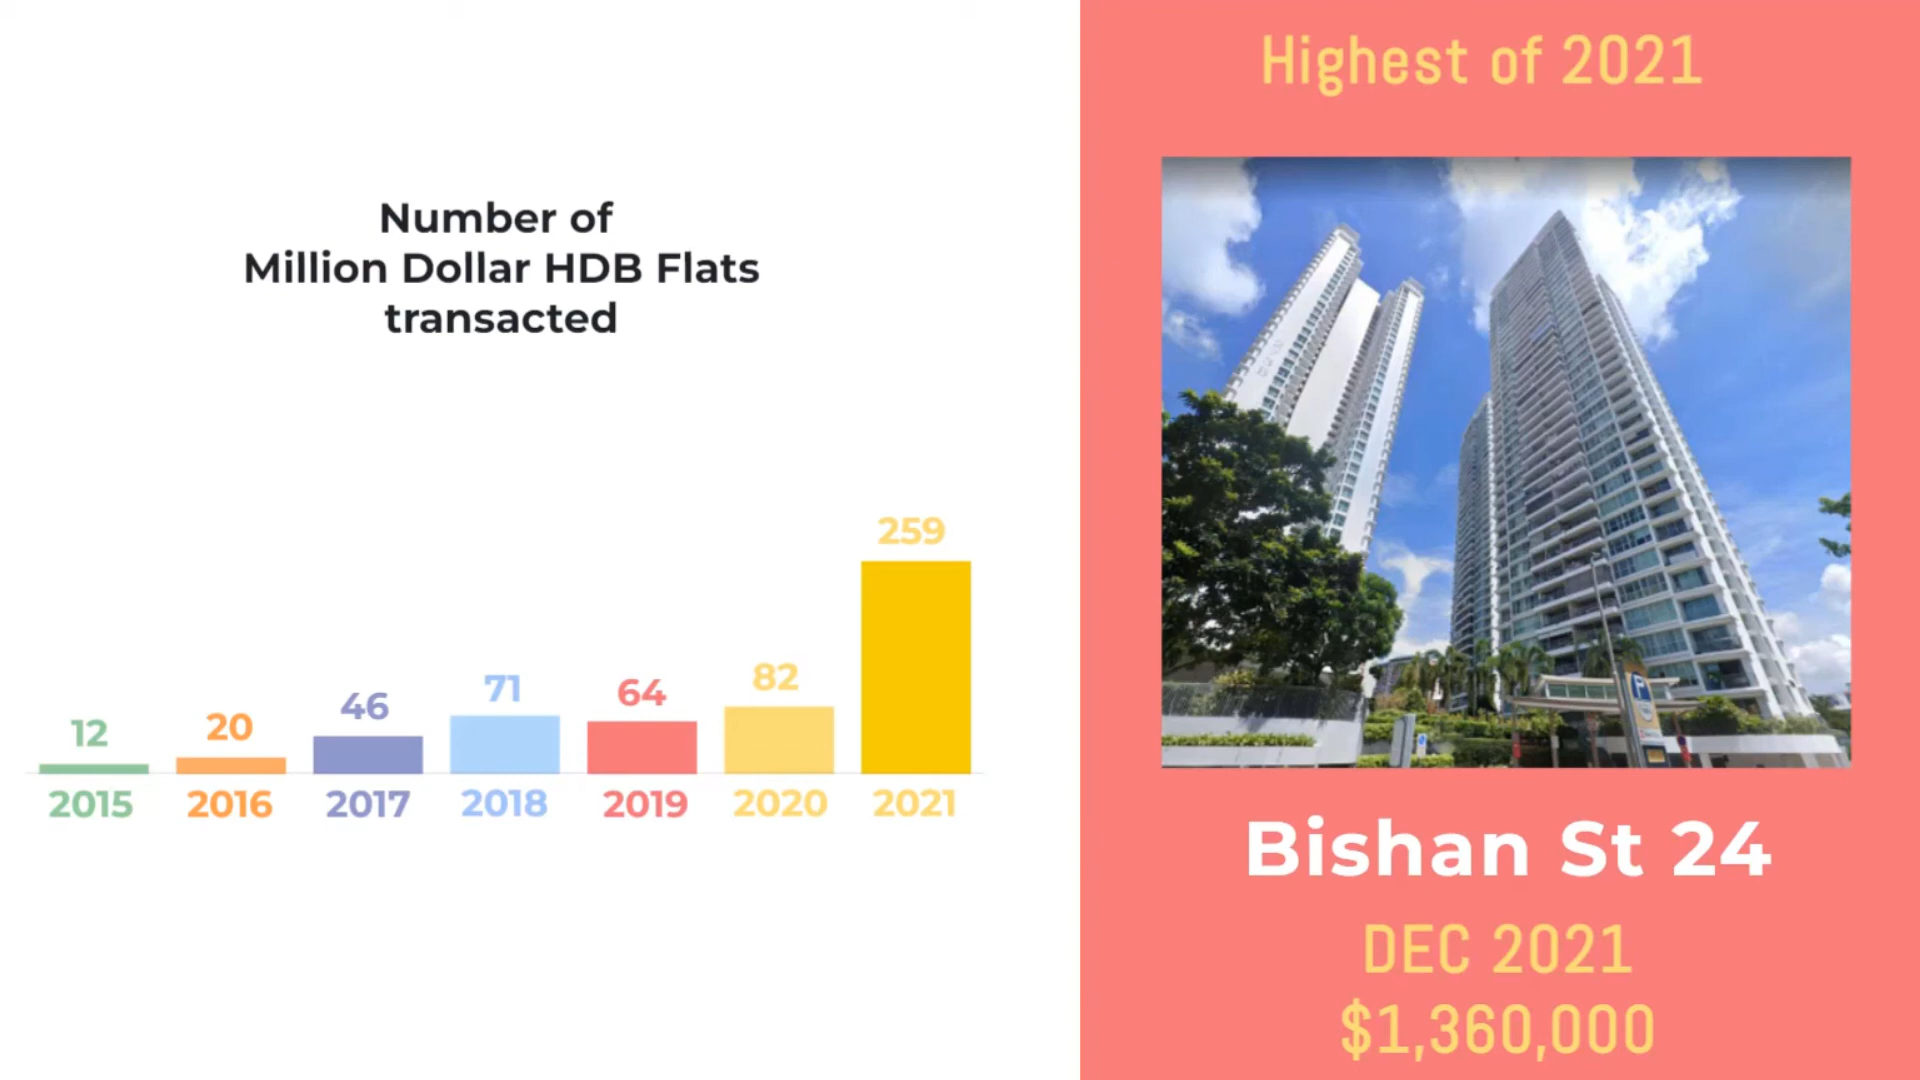 Number of
Million Dollar HDB Flats
transacted
12
20
46
71
64
82
259
2015
2016
2017
2018
2019
2020
2021
Highest of 2021
P
Bishan St 24
DEC 2021
$1,360,000